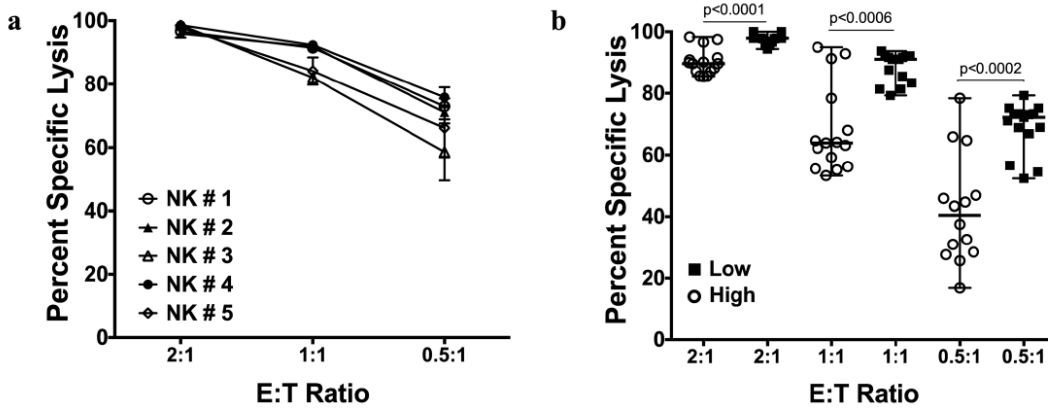 a
Percent Specific Lysis
100
80
60
40
20
0
NK # 1
NK # 2
NK # 3
NK # 4
NK # 5
2:1 1:1 0.5:1
E:T Ratio
b
Percent Specific Lysis
100
80
60
40
20
0
p<0.0001
p<0.0006
p<0.0002
Low
High
2:1 2:1 1:1 1:1 0.5:1 0.5:1
E:T Ratio